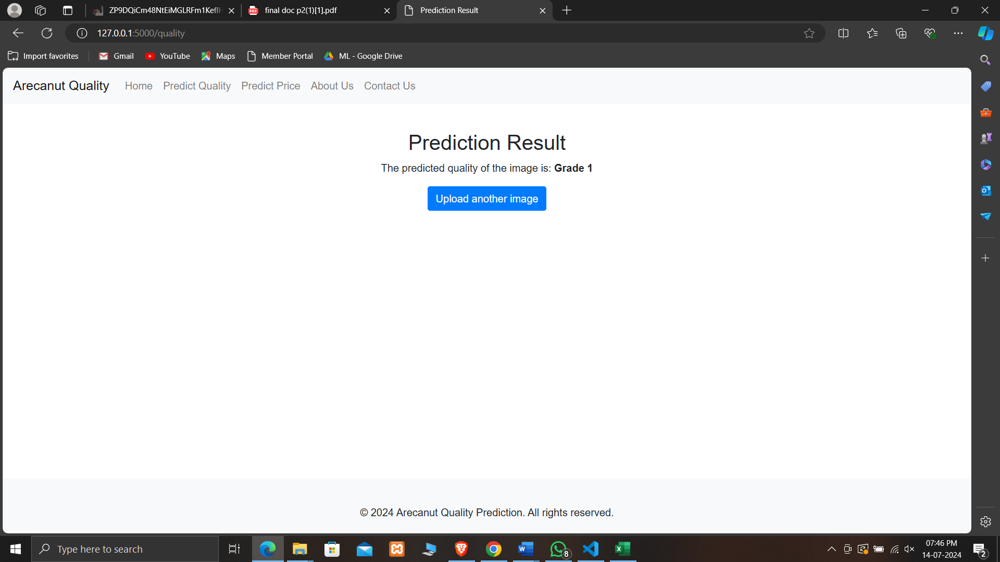 ZP9DQiCm48NtEiMGLRFm1KefIH
final doc p2(1)[1].pdf
Prediction Result
127.0.0.1:5000/quality
Import favorites
Gmail
YouTube
Maps
Member Portal
ML - Google Drive
Arecanut Quality
Home
Predict Quality
Predict Price
About Us
Contact Us
Prediction Result
The predicted quality of the image is: Grade 1
Upload another image
© 2024 Arecanut Quality Prediction. All rights reserved.
Type here to search
8
07:46 PM
14-07-2024
2